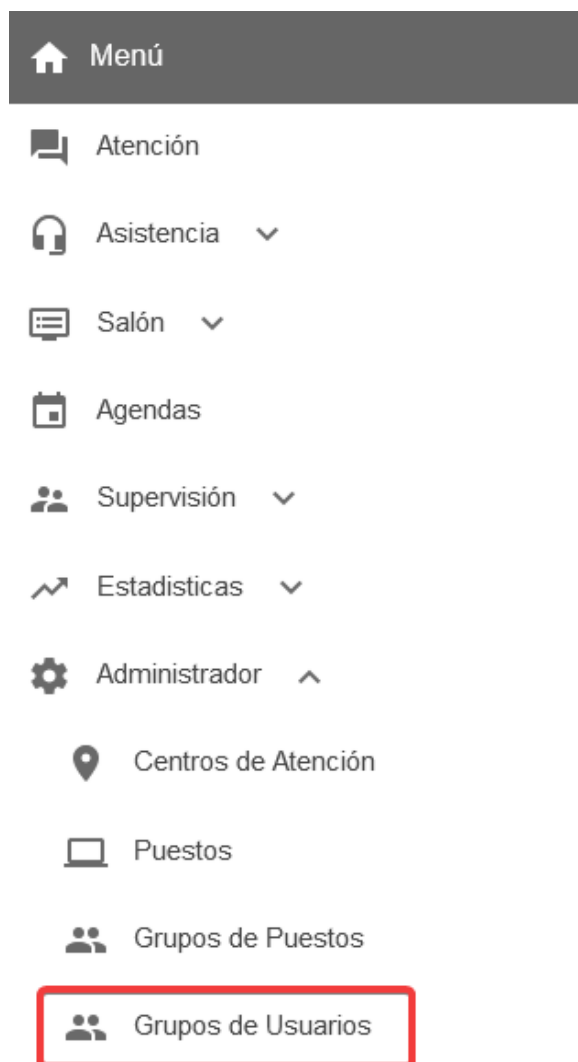 Menú
Atención
Asistencia
Salón
Agendas
Supervisión
Estadisticas
Administrador
Centros de Atención
Puestos
Grupos de Puestos
Grupos de Usuarios